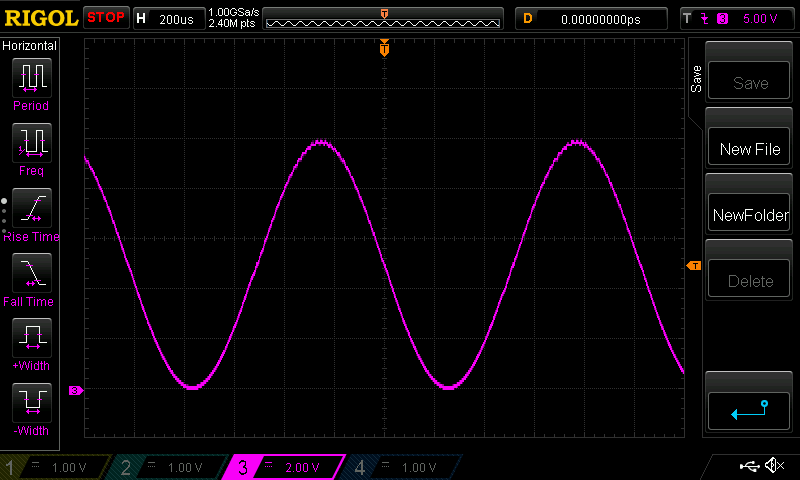 RIGOL STOP H 200us 1.00GSa/s
2.40M pts
T D 0.00000000ps T 3 5.00 V
Horizontal
T
Period
Freq
Rise Time
Fall Time
+Width
-Width
3
T
Save
Save
New File
NewFolder
Delete
1 1.00 V 2 1.00 V 3 2.00 V 4 1.00 V